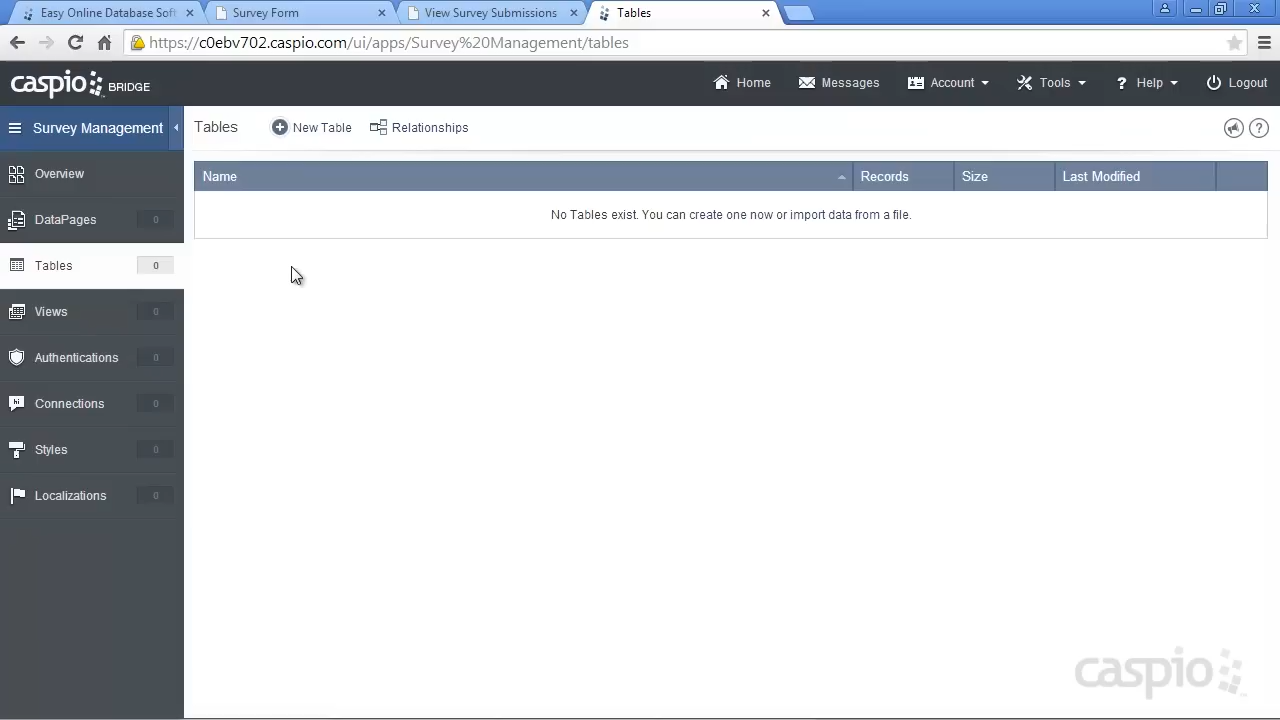 Easy Online Database Soft
Survey Form
View Survey Submissions
Tables
https://c0ebv702.caspio.com/ui/apps/Survey%20Management/tables
caspio BRIDGE
Home
Messages
Account
Tools
? Help
Logout
Survey Management
Tables
New Table
Relationships
?
Overview
DataPages 0
Tables 0
Views 0
Authentications 0
hi Connections 0
Styles 0
Localizations 0
Name
Records
Size
Last Modified
No Tables exist. You can create one now or import data from a file.
caspio